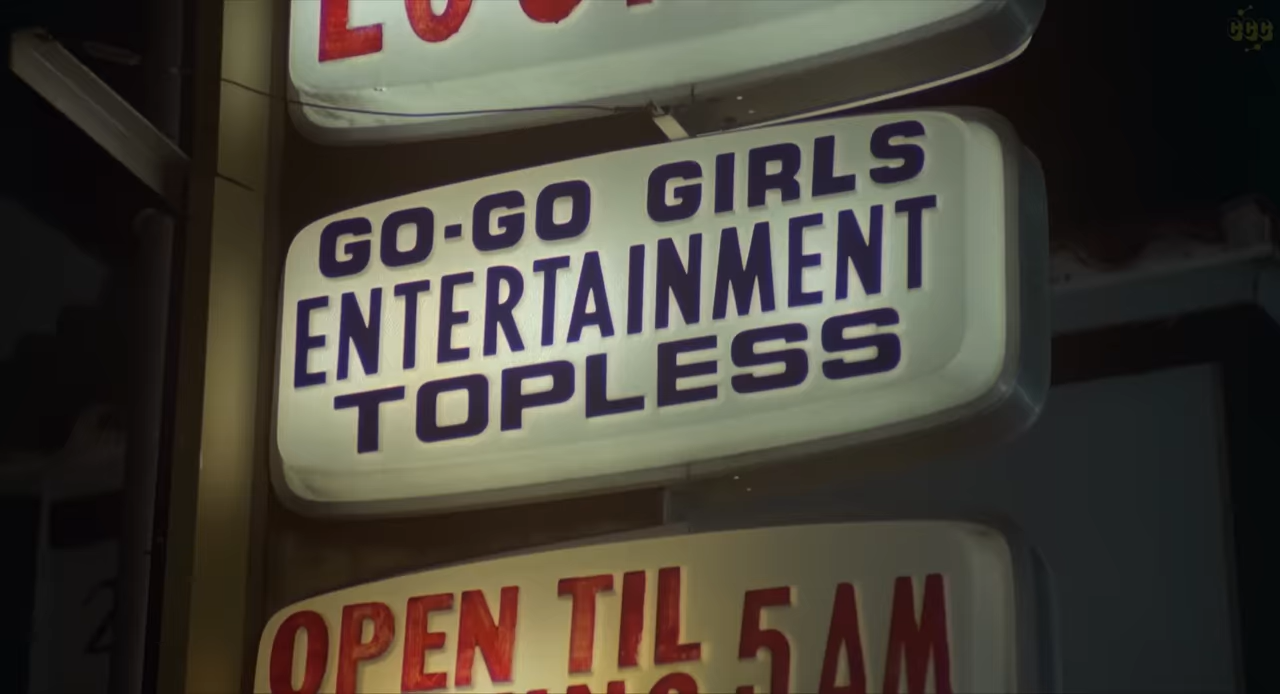 GO-GO GIRLS
ENTERTAINMENT
TOPLESS
OPEN TIL 5 AM